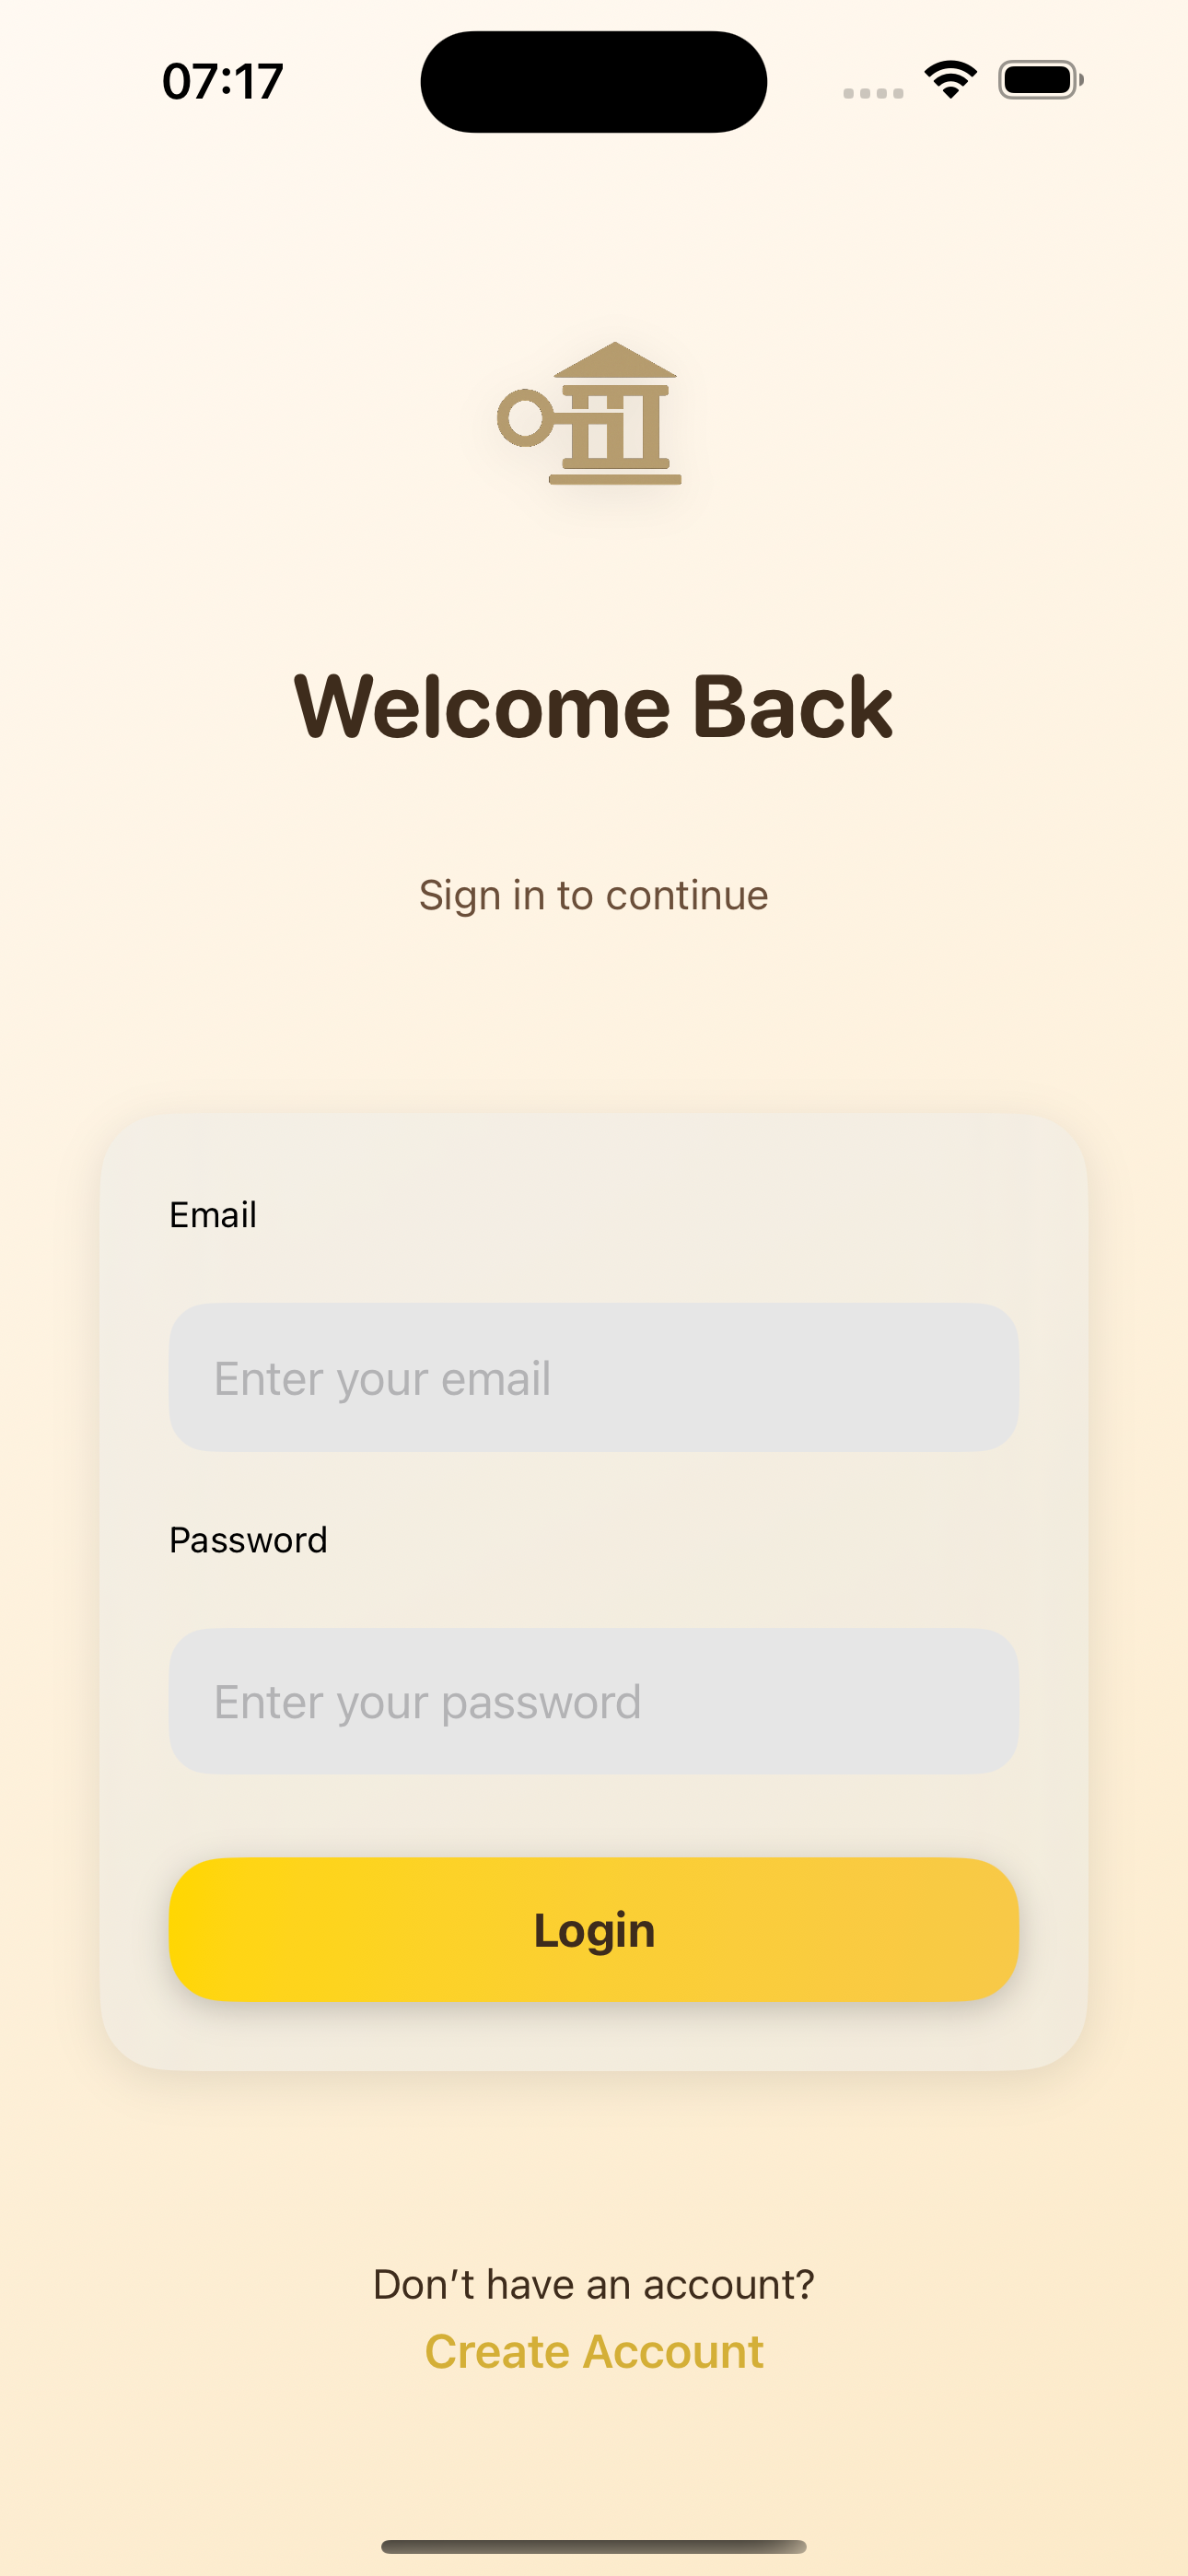 07:17
Welcome Back
Sign in to continue
Email
Enter your email
Password
Enter your password
Login
Don’t have an account?
Create Account